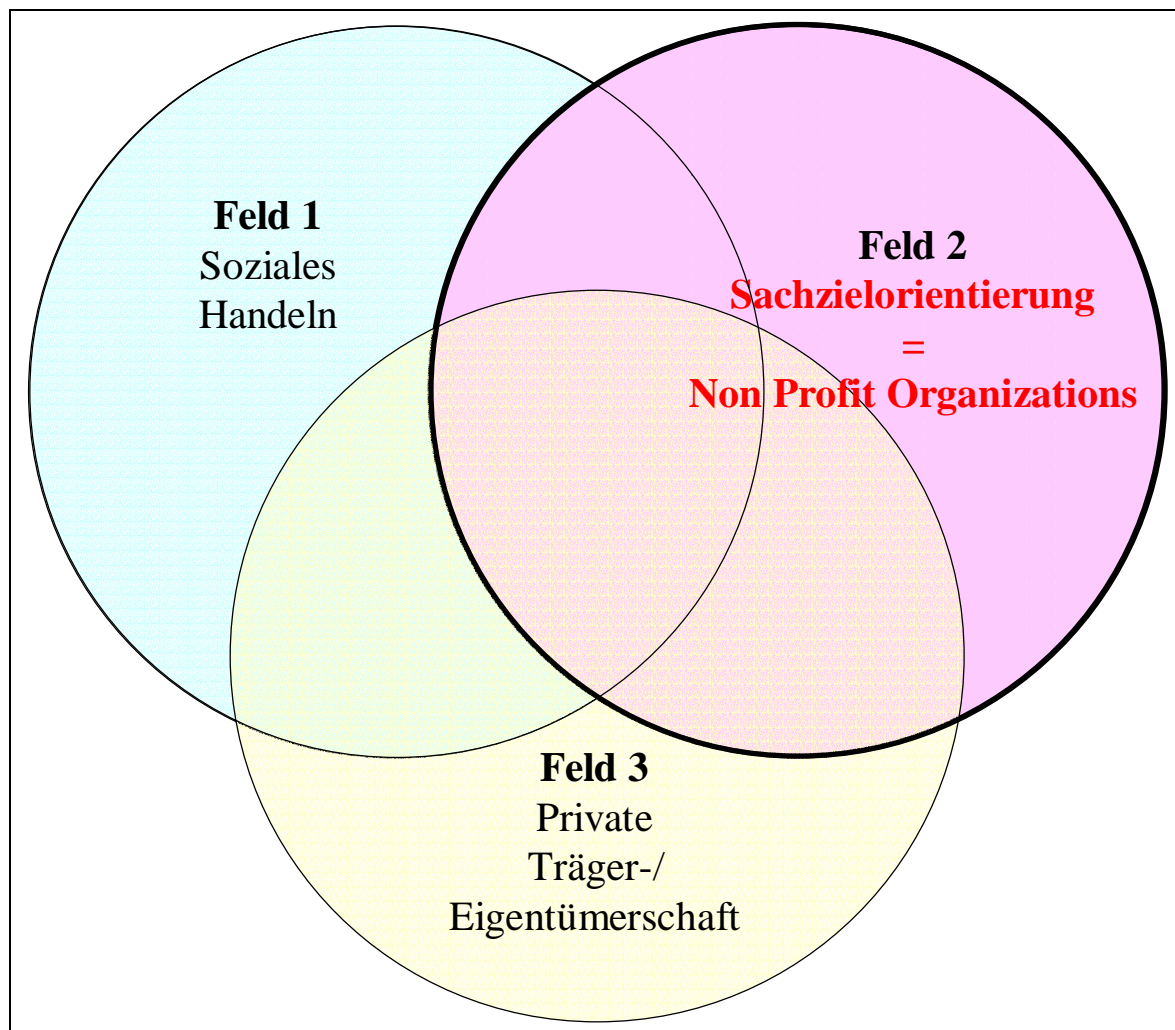 Feld 1
Soziales
Handeln
Feld 2
Sachzielorientierung
=
Non Profit Organizations
Feld 3
Private
Träger-/
Eigentümerschaft